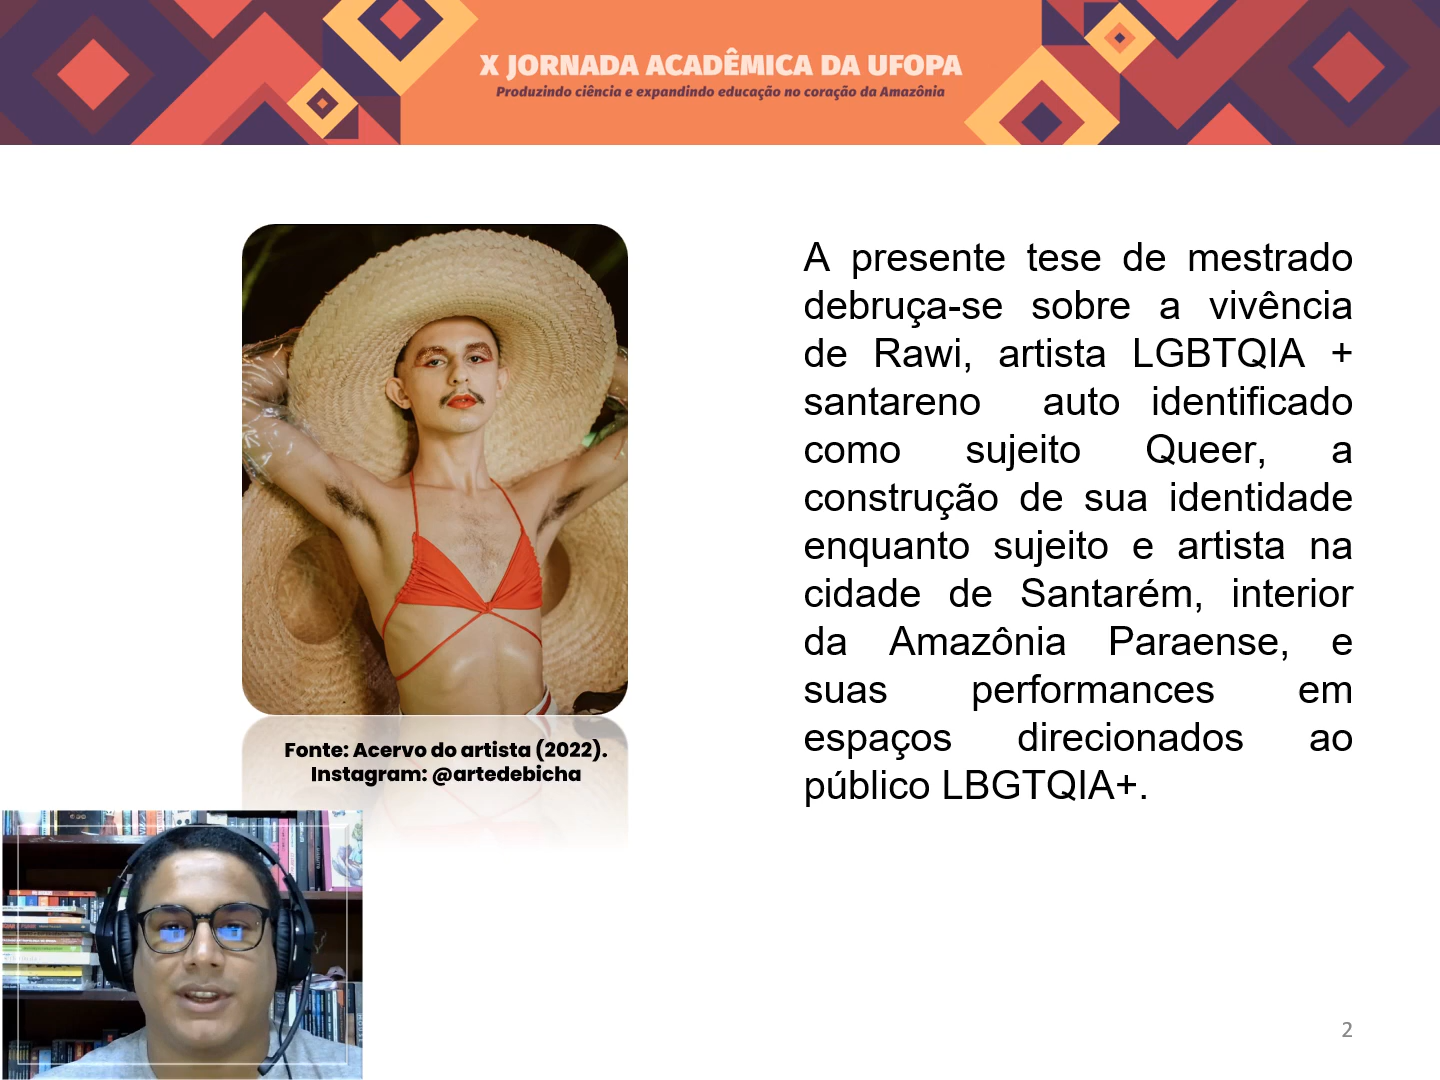 X JORNADA ACADÊMICA DA UFOPA
Produzindo ciência e expandindo educação no coração da Amazônia
A presente tese de mestrado
debruça-se sobre a vivência
de Rawi, artista LGBTQIA +
santareno auto identificado
como sujeito Queer, a
construção de sua identidade
enquanto sujeito e artista na
cidade de Santarém, interior
da Amazônia Paraense, e
suas performances em
espaços direcionados ao
público LBGTQIA+.
Fonte: Acervo do artista (2022).
Instagram: @artedebicha
2